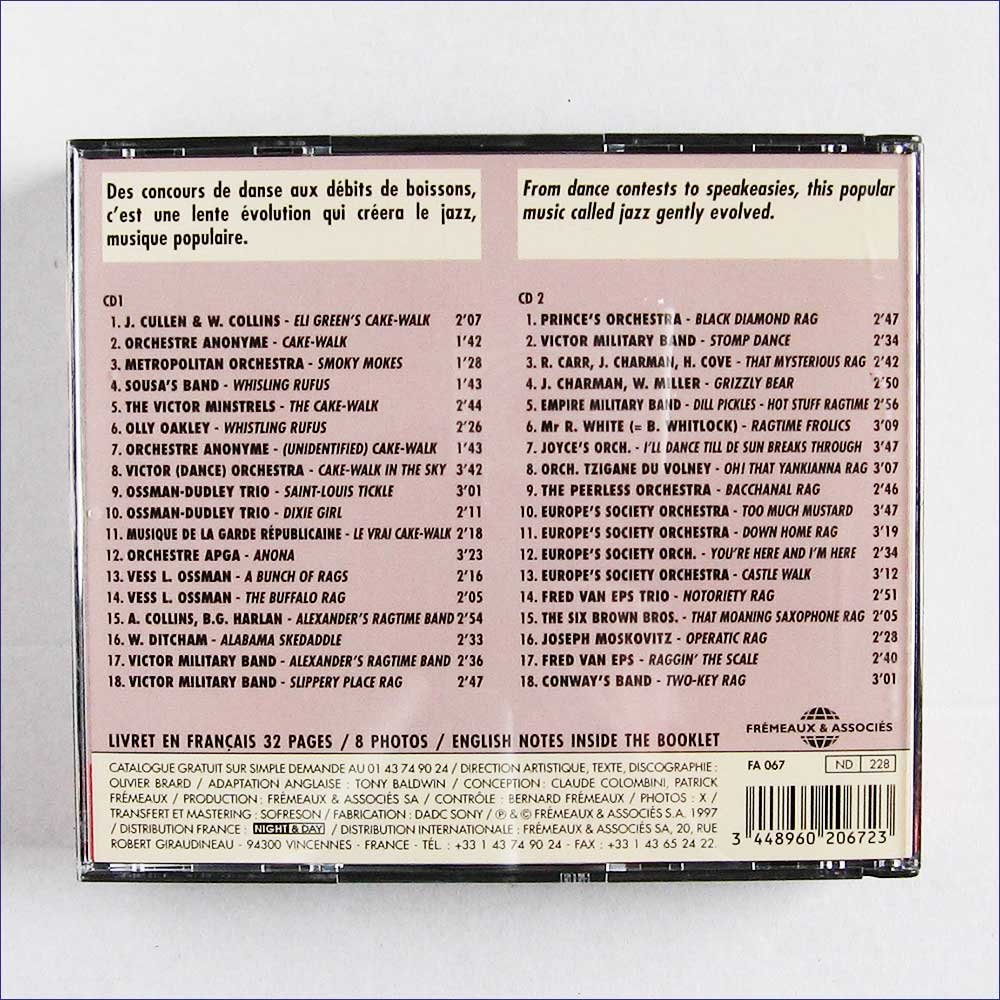 Des concours de danse aux débits de boissons,
c'est une lente évolution qui créera le jazz,
musique populaire.
From dance contests to speakeasies, this popular
music called jazz gently evolved.
CD1
1. J. CULLEN & W. COLLINS - ELI GREEN'S CAKE-WALK 2'07
2. ORCHESTRE ANONYME - CAKE-WALK 1'42
3. METROPOLITAN ORCHESTRA - SMOKY MOKES 1'28
4. SOUSA'S BAND - WHISLING RUFUS 1'43
5. THE VICTOR MINSTRELS - THE CAKE-WALK 2'44
6. OLLY OAKLEY - WHISTLING RUFUS 2'26
7. ORCHESTRE ANONYME - (UNIDENTIFIED) CAKE-WALK 1'43
8. VICTOR (DANCE) ORCHESTRA - CAKE-WALK IN THE SKY 3'42
9. OSSMAN-DUDLEY TRIO - SAINT-LOUIS TICKLE 3'01
10. OSSMAN-DUDLEY TRIO - DIXIE GIRL 2'11
11. MUSIQUE DE LA GARDE RÉPUBLICAINE - LE VRAI CAKE-WALK 2'18
12. ORCHESTRE APGA - ANONA 3'23
13. VESS L. OSSMAN - A BUNCH OF RAGS 2'16
14. VESS L. OSSMAN - THE BUFFALO RAG 2'05
15. A. COLLINS, B.G. HARLAN - ALEXANDER'S RAGTIME BAND 2'54
16. W. DITCHAM - ALABAMA SKEDADDLE 2'33
17. VICTOR MILITARY BAND - ALEXANDER'S RAGTIME BAND 2'36
18. VICTOR MILITARY BAND - SLIPPERY PLACE RAG 2'47
CD 2
1. PRINCE'S ORCHESTRA - BLACK DIAMOND RAG 2'47
2. VICTOR MILITARY BAND - STOMP DANCE 2'34
3. R. CARR, J. CHARMAN, H. COVE - THAT MYSTERIOUS RAG 2'42
4. J. CHARMAN, W. MILLER - GRIZZLY BEAR 2'50
5. EMPIRE MILITARY BAND - DILL PICKLES - HOT STUFF RAGTIME 2'56
6. Mr R. WHITE (= B. WHITLOCK) - RAGTIME FROLICS 3'09
7. JOYCE'S ORCH. - I'LL DANCE TILL DE SUN BREAKS THROUGH 3'47
8. ORCH. TZIGANE DU VOLNEY - OH! THAT YANKIANNA RAG 3'07
9. THE PEERLESS ORCHESTRA - BACCHANAL RAG 2'46
10. EUROPE'S SOCIETY ORCHESTRA - TOO MUCH MUSTARD 3'47
11. EUROPE'S SOCIETY ORCHESTRA - DOWN HOME RAG 3'19
12. EUROPE'S SOCIETY ORCH. - YOU'RE HERE AND I'M HERE 2'34
13. EUROPE'S SOCIETY ORCHESTRA - CASTLE WALK 3'12
14. FRED VAN EPS TRIO - NOTORIETY RAG 2'51
15. THE SIX BROWN BROS. - THAT MOANING SAXOPHONE RAG 2'05
16. JOSEPH MOSKOVITZ - OPERATIC RAG 2'28
17. FRED VAN EPS - RAGGIN' THE SCALE 2'40
18. CONWAY'S BAND - TWO-KEY RAG 3'01
LIVRET EN FRANÇAIS 32 PAGES / 8 PHOTOS / ENGLISH NOTES INSIDE THE BOOKLET
FRÉMEAUX & ASSOCIÉS
CATALOGUE GRATUIT SUR SIMPLE DEMANDE AU 01 43 74 90 24 / DIRECTION ARTISTIQUE, TEXTE, DISCOGRAPHIE :
OLIVIER BRARD / ADAPTATION ANGLAISE : TONY BALDWIN / CONCEPTION : CLAUDE COLOMBINI, PATRICK
FRÉMEAUX / PRODUCTION : FRÉMEAUX & ASSOCIÉS SA / CONTRÔLE : BERNARD FRÉMEAUX / PHOTOS : X /
TRANSFERT ET MASTERING : SOFRESON / FABRICATION : DADC SONY / ℗ & © FRÉMEAUX & ASSOCIÉS S.A. 1997
/ DISTRIBUTION FRANCE : NIGHT & DAY / DISTRIBUTION INTERNATIONALE : FRÉMEAUX & ASSOCIÉS SA, 20, RUE
ROBERT GIRAUDINEAU - 94300 VINCENNES - FRANCE - TÉL. : +33 1 43 74 90 24 - FAX : +33 1 43 65 24 22.
FA 067
ND 228
3 448960 206723